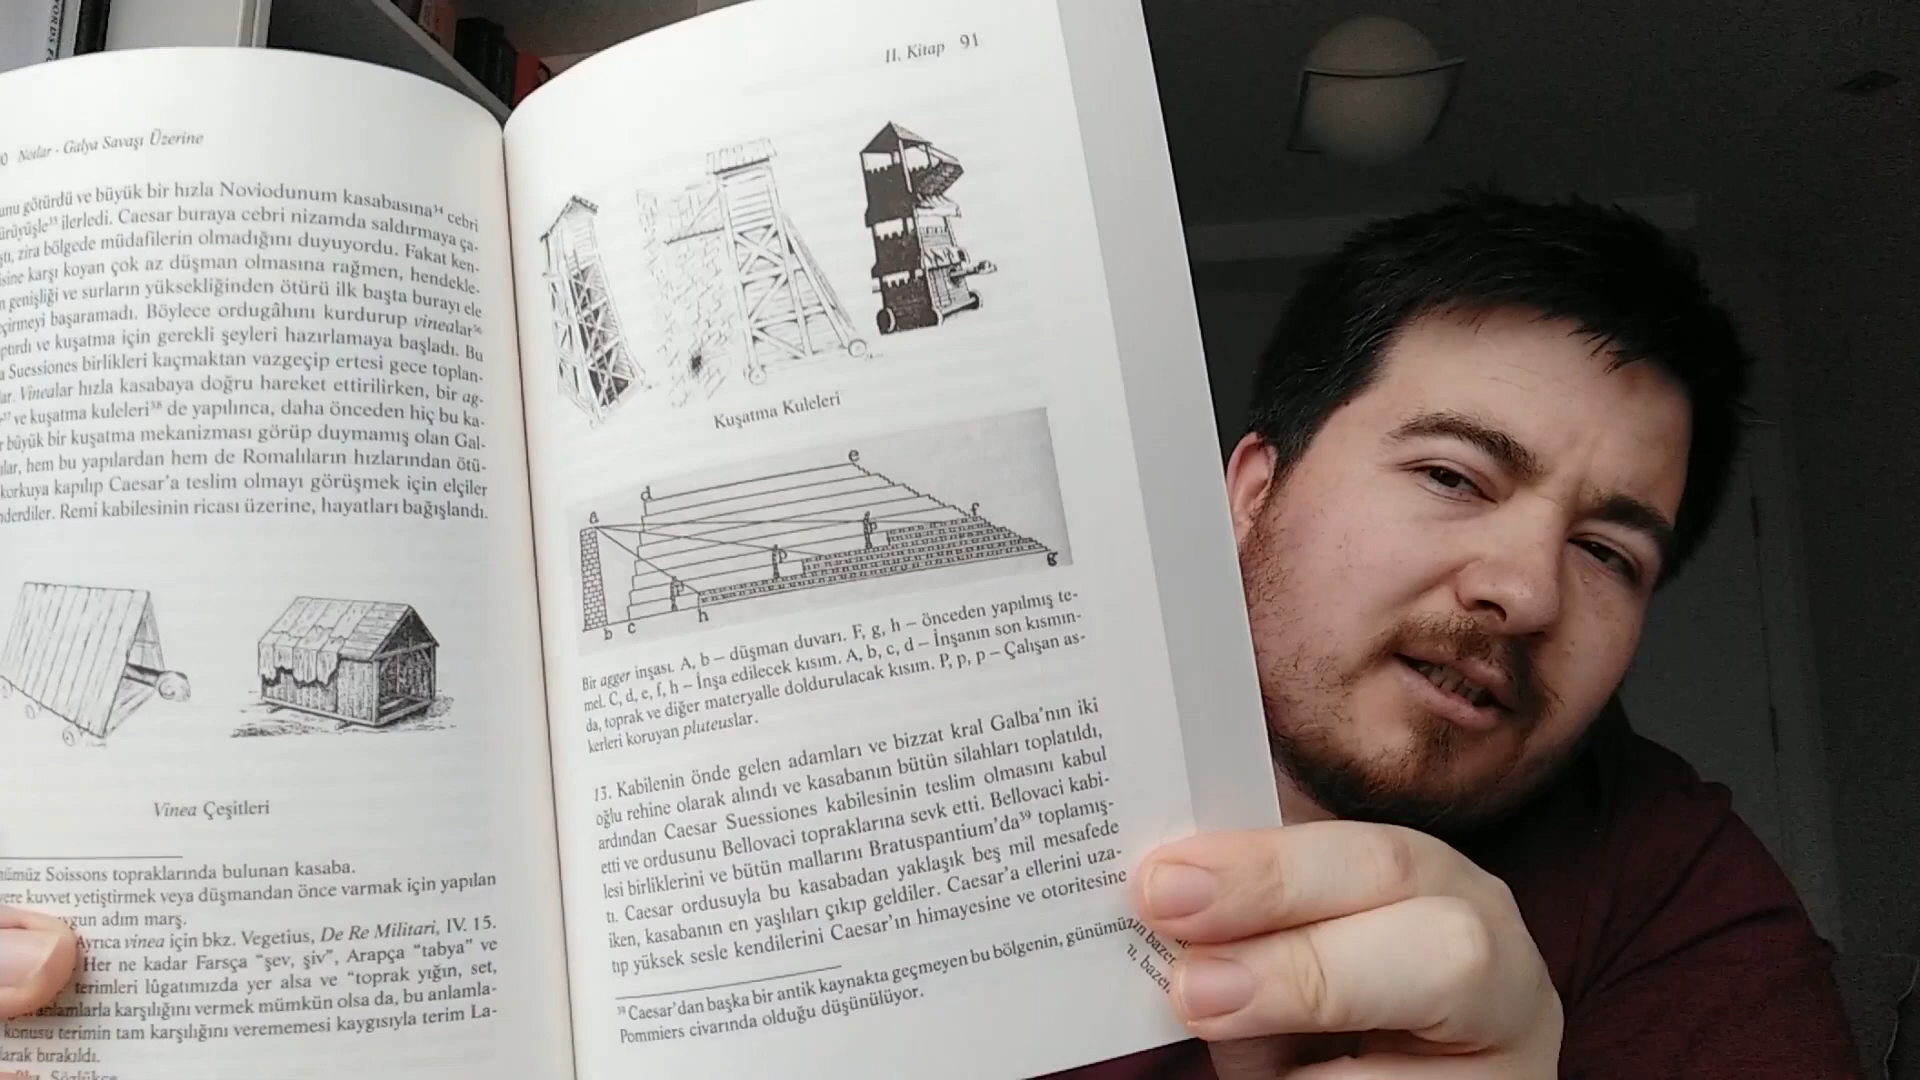 Notlar - Galya Savaşı Üzerine
götürdü ve büyük bir hızla Noviodunum kasabasına³⁴ cebri
ilerledi. Caesar buraya cebri nizamda saldırmaya ça-
zira bölgede müdafilerin olmadığını duyuyordu. Fakat ken-
karşı koyan çok az düşman olmasına rağmen, hendekle-
genişliği ve surların yüksekliğinden ötürü ilk başta burayı ele
geçirmeyi başaramadı. Böylece ordugâhını kurdurup vinealar³⁶
ve kuşatma için gerekli şeyleri hazırlamaya başladı. Bu
Suessiones birlikleri kaçmaktan vazgeçip ertesi gece toplan-
Vinealar hızla kasabaya doğru hareket ettirilirken, bir ag-
ve kuşatma kuleleri³⁸ de yapılınca, daha önceden hiç bu ka-
büyük bir kuşatma mekanizması görüp duymamış olan Gal-
hem bu yapılardan hem de Romalıların hızlarından ötü-
korkuya kapılıp Caesar'a teslim olmayı görüşmek için elçiler
gönderdiler. Remi kabilesinin ricası üzerine, hayatları bağışlandı.
Vinea Çeşitleri
Soissons topraklarında bulunan kasaba.
kuvvet yetiştirmek veya düşmandan önce varmak için yapılan
adım marş.
Ayrıca vinea için bkz. Vegetius, De Re Militari, IV. 15.
Her ne kadar Farsça "şev, şiv", Arapça "tabya" ve
terimleri lûgatımızda yer alsa ve "toprak yığın, set,
anlamlarla karşılığını vermek mümkün olsa da, bu anlamla-
konusu terimin tam karşılığını verememesi kaygısıyla terim La-
bırakıldı.
Sözlükçe
II. Kitap 91
Kuşatma Kuleleri
d e
a p f
p
p g
b c h
Bir agger inşası. A, b – düşman duvarı. F, g, h – önceden yapılmış te-
mel. C, d, e, f, h – İnşa edilecek kısım. A, b, c, d – İnşanın son kısmın-
da, toprak ve diğer materyalle doldurulacak kısım. P, p, p – Çalışan as-
kerleri koruyan pluteuslar.
13. Kabilenin önde gelen adamları ve bizzat kral Galba'nın iki
oğlu rehine olarak alındı ve kasabanın bütün silahları toplatıldı,
ardından Caesar Suessiones kabilesinin teslim olmasını kabul
etti ve ordusunu Bellovaci topraklarına sevk etti. Bellovaci kabi-
lesi birliklerini ve bütün mallarını Bratuspantium'da³⁹ toplamış-
tı. Caesar ordusuyla bu kasabadan yaklaşık beş mil mesafede
iken, kasabanın en yaşlıları çıkıp geldiler. Caesar'a ellerini uza-
tıp yüksek sesle kendilerini Caesar'ın himayesine ve otoritesine
³⁹ Caesar'dan başka bir antik kaynakta geçmeyen bu bölgenin, günümüz
Pommiers civarında olduğu düşünülüyor.